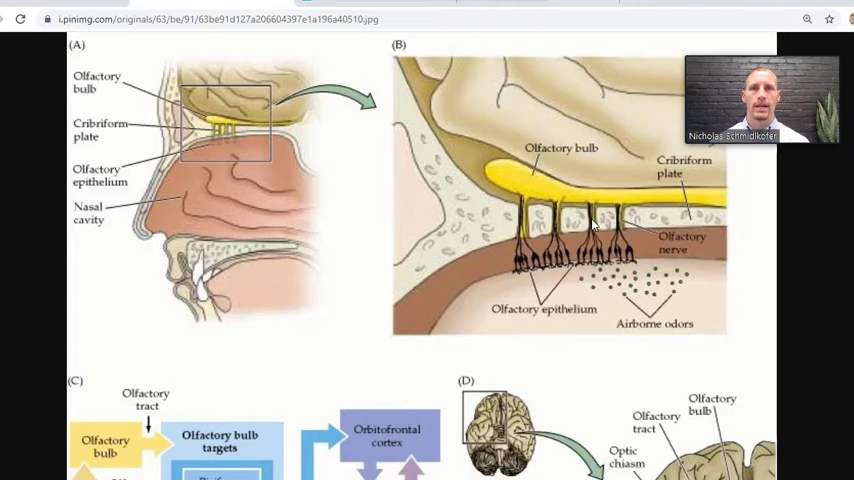 i.pinimg.com/originals/63/be/91/63be91d127a206604397e1a196a40510.jpg
(A)
Olfactory
bulb
Cribriform
plate
Olfactory
epithelium
Nasal
cavity
(B)
Nicholas Schmidlkofer
Olfactory bulb
Cribriform
plate
Olfactory
nerve
Olfactory epithelium
Airborne odors
(C)
Olfactory
tract
Olfactory
bulb
Olfactory bulb
targets
Orbitofrontal
cortex
(D)
Olfactory
bulb
Olfactory
tract
Optic
chiasm